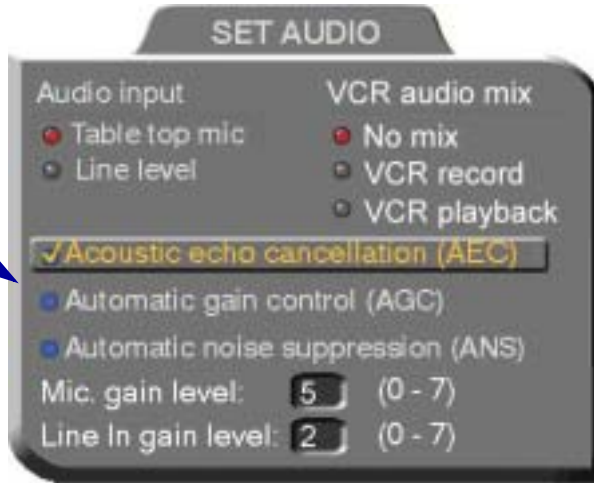 SET AUDIO
Audio input
Table top mic
Line level
VCR audio mix
No mix
VCR record
VCR playback
Acoustic echo cancellation (AEC)
Automatic gain control (AGC)
Automatic noise suppression (ANS)
Mic. gain level: 5 (0 - 7)
Line In gain level: 2 (0 - 7)